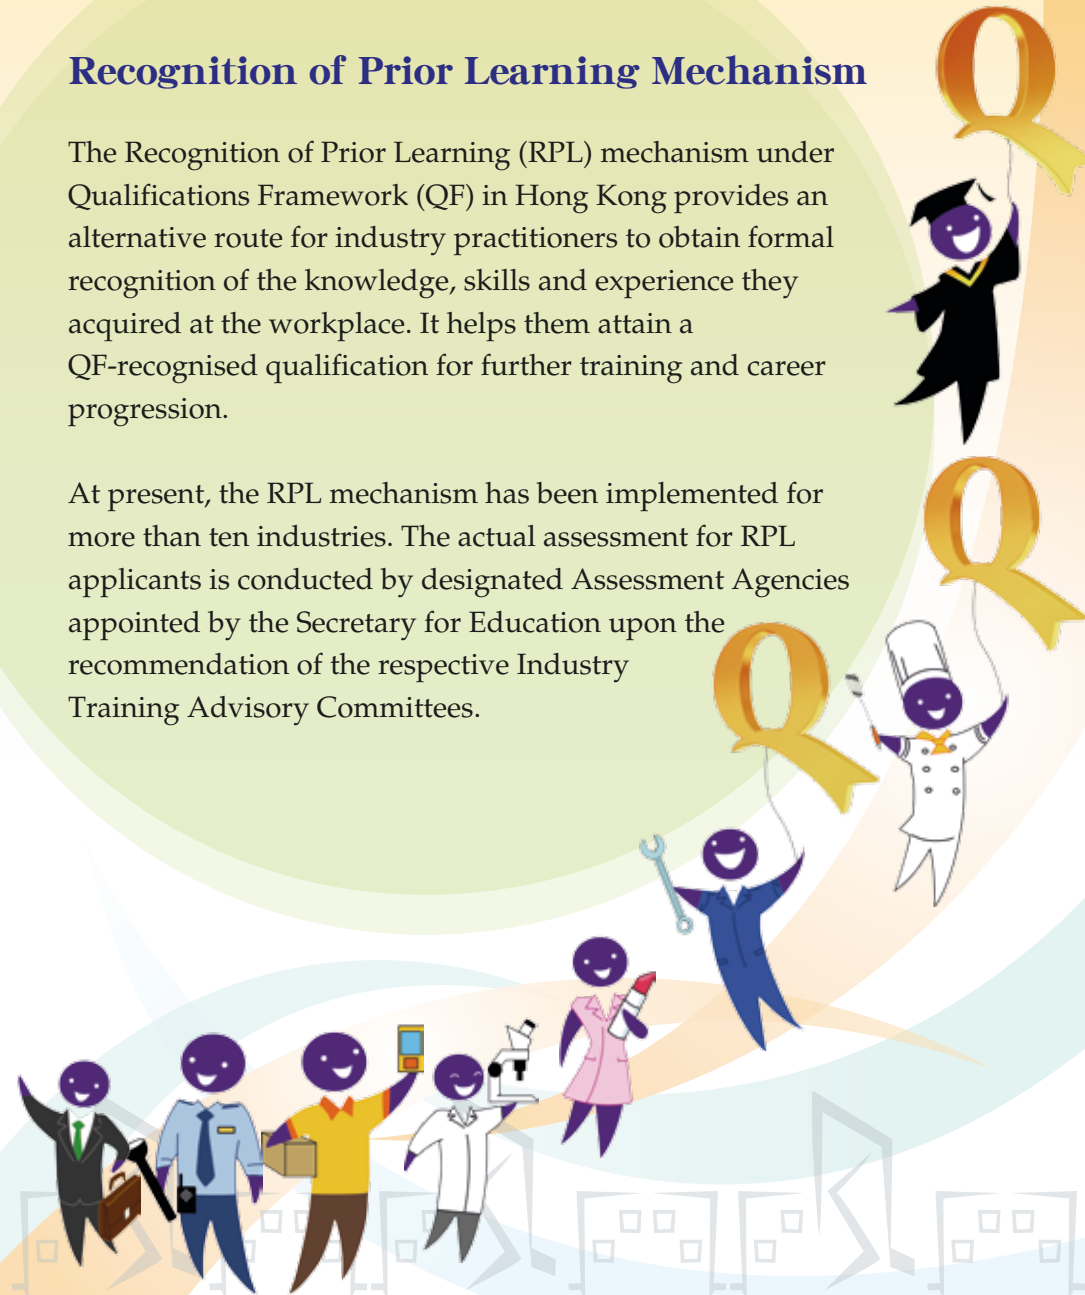 Recognition of Prior Learning Mechanism
The Recognition of Prior Learning (RPL) mechanism under
Qualifications Framework (QF) in Hong Kong provides an
alternative route for industry practitioners to obtain formal
recognition of the knowledge, skills and experience they
acquired at the workplace. It helps them attain a
QF-recognised qualification for further training and career
progression.
At present, the RPL mechanism has been implemented for
more than ten industries. The actual assessment for RPL
applicants is conducted by designated Assessment Agencies
appointed by the Secretary for Education upon the
recommendation of the respective Industry
Training Advisory Committees.